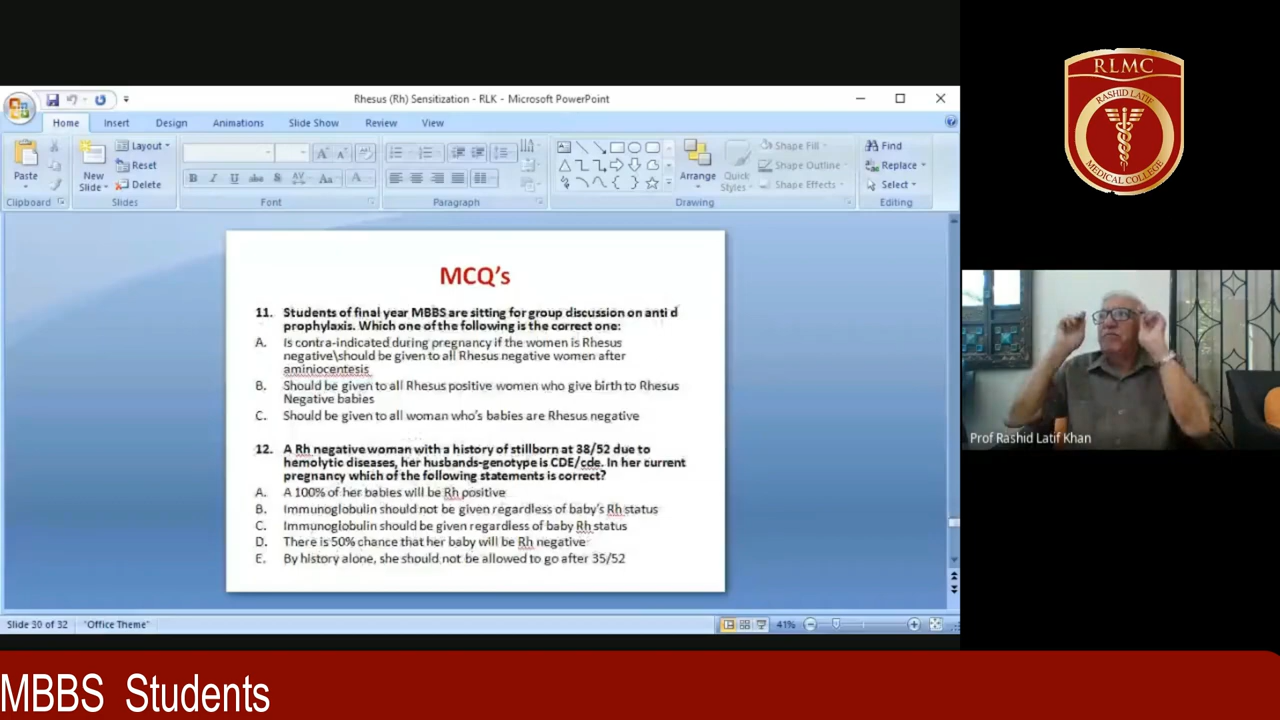 Rhesus (Rh) Sensitization - RLK - Microsoft PowerPoint
Home Insert Design Animations Slide Show Review View
Paste
Clipboard
New
Slide
Layout
Reset
Delete
Slides
B I U abe S AV Aa A
Font
Paragraph
Arrange
Quick
Styles
Shape Fill
Shape Outline
Shape Effects
Drawing
Find
Replace
Select
Editing
MCQ's
11. Students of final year MBBS are sitting for group discussion on anti d
prophylaxis. Which one of the following is the correct one:
A. Is contra-indicated during pregnancy if the women is Rhesus
negative\should be given to all Rhesus negative women after
aminiocentesis
B. Should be given to all Rhesus positive women who give birth to Rhesus
Negative babies
C. Should be given to all woman who's babies are Rhesus negative
12. A Rh negative woman with a history of stillborn at 38/52 due to
hemolytic diseases, her husbands-genotype is CDE/cde. In her current
pregnancy which of the following statements is correct?
A. A 100% of her babies will be Rh positive
B. Immunoglobulin should not be given regardless of baby's Rh status
C. Immunoglobulin should be given regardless of baby Rh status
D. There is 50% chance that her baby will be Rh negative
E. By history alone, she should not be allowed to go after 35/52
Slide 30 of 32 "Office Theme" 41%
RLMC
RASHID LATIF
MEDICAL COLLEGE
Prof Rashid Latif Khan
MBBS Students